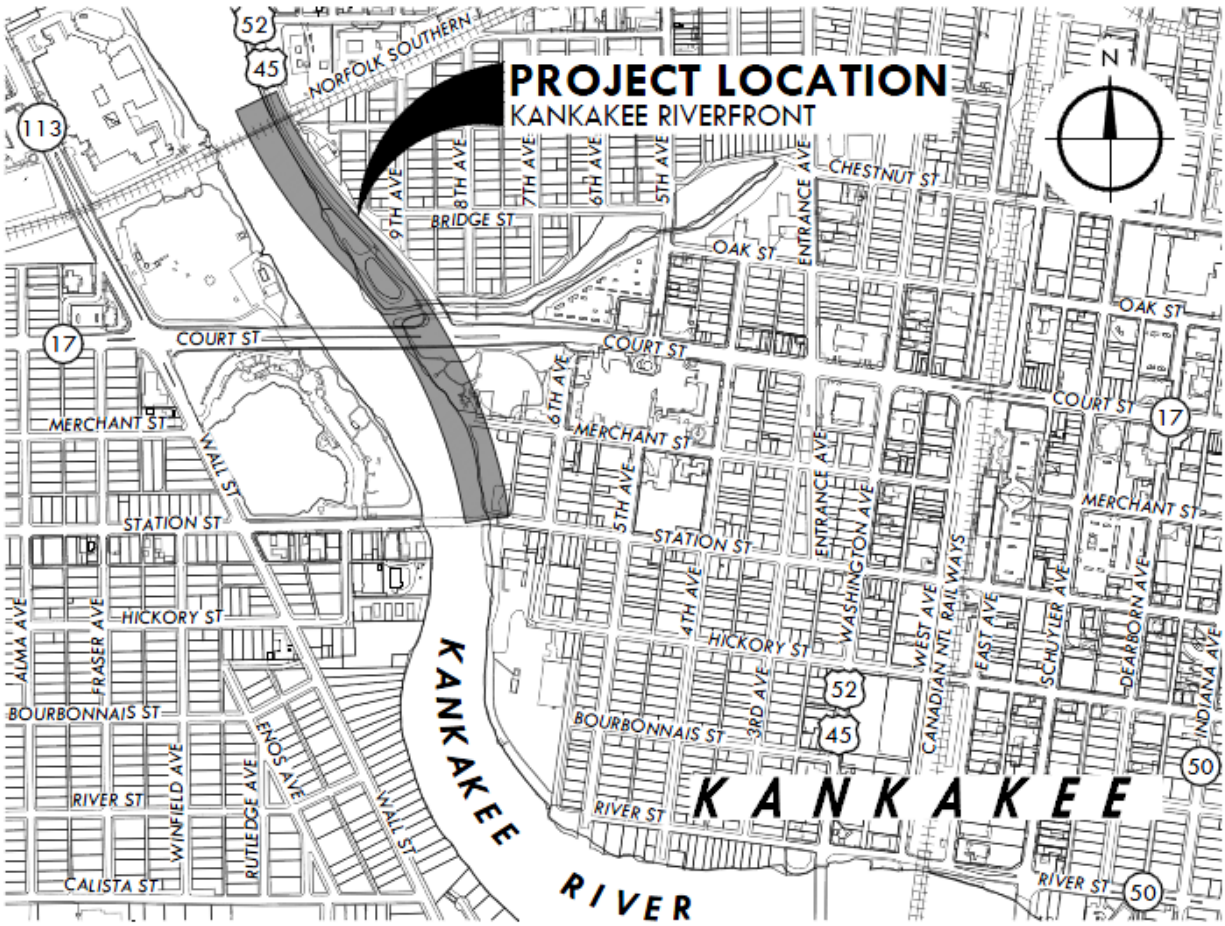 52
45
NORFOLK SOUTHERN
PROJECT LOCATION
KANKAKEE RIVERFRONT
N
113
9TH AVE
8TH AVE
7TH AVE
6TH AVE
5TH AVE
ENTRANCE AVE
CHESTNUT ST
BRIDGE ST
OAK ST
OAK ST
17
COURT ST
COURT ST
COURT ST
17
6TH AVE
MERCHANT ST
MERCHANT ST
MERCHANT ST
WALL ST
5TH AVE
ENTRANCE AVE
WASHINGTON AVE
STATION ST
STATION ST
CANADIAN NTL RAILWAYS
WEST AVE
EAST AVE
SCHUYLER AVE
DEARBORN AVE
INDIANA AVE
ALMA AVE
FRASER AVE
HICKORY ST
4TH AVE
HICKORY ST
3RD AVE
52
45
BOURBONNAIS ST
BOURBONNAIS ST
ENOS AVE
WINFIELD AVE
RUTLEDGE AVE
WALL ST
50
RIVER ST
RIVER ST
KANKAKEE
KANKAKEE
RIVER
CALISTA ST
RIVER ST
50